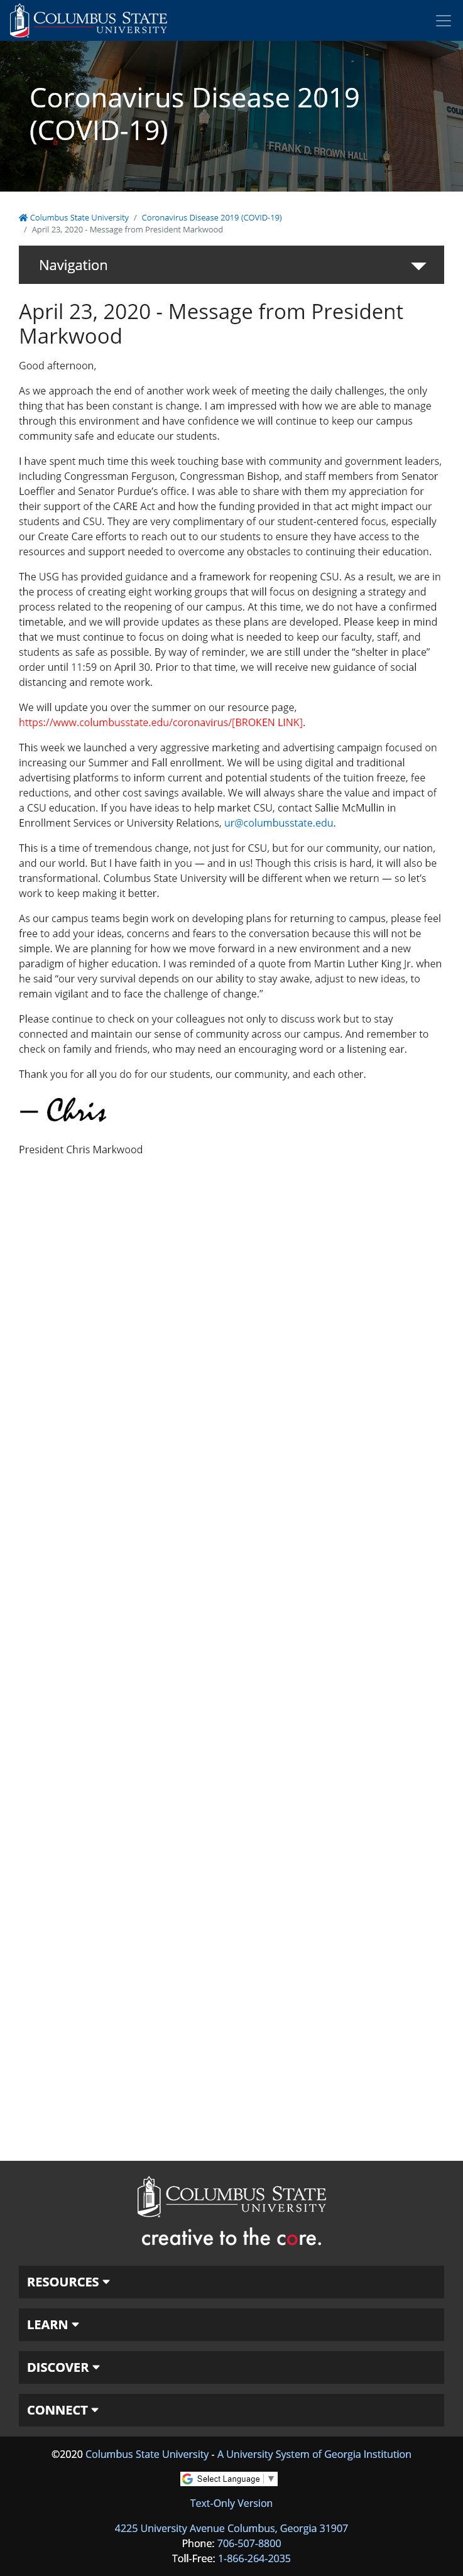 COLUMBUS STATE
UNIVERSITY
Coronavirus Disease 2019
(COVID-19)
FRANK D. BROWN HALL
Columbus State University / Coronavirus Disease 2019 (COVID-19)
/ April 23, 2020 - Message from President Markwood
Navigation
April 23, 2020 - Message from President
Markwood
Good afternoon,
As we approach the end of another work week of meeting the daily challenges, the only
thing that has been constant is change. I am impressed with how we are able to manage
through this environment and have confidence we will continue to keep our campus
community safe and educate our students.
I have spent much time this week touching base with community and government leaders,
including Congressman Ferguson, Congressman Bishop, and staff members from Senator
Loeffler and Senator Purdue’s office. I was able to share with them my appreciation for
their support of the CARE Act and how the funding provided in that act might impact our
students and CSU. They are very complimentary of our student-centered focus, especially
our Create Care efforts to reach out to our students to ensure they have access to the
resources and support needed to overcome any obstacles to continuing their education.
The USG has provided guidance and a framework for reopening CSU. As a result, we are in
the process of creating eight working groups that will focus on designing a strategy and
process related to the reopening of our campus. At this time, we do not have a confirmed
timetable, and we will provide updates as these plans are developed. Please keep in mind
that we must continue to focus on doing what is needed to keep our faculty, staff, and
students as safe as possible. By way of reminder, we are still under the “shelter in place”
order until 11:59 on April 30. Prior to that time, we will receive new guidance of social
distancing and remote work.
We will update you over the summer on our resource page,
https://www.columbusstate.edu/coronavirus/[BROKEN LINK].
This week we launched a very aggressive marketing and advertising campaign focused on
increasing our Summer and Fall enrollment. We will be using digital and traditional
advertising platforms to inform current and potential students of the tuition freeze, fee
reductions, and other cost savings available. We will always share the value and impact of
a CSU education. If you have ideas to help market CSU, contact Sallie McMullin in
Enrollment Services or University Relations, ur@columbusstate.edu.
This is a time of tremendous change, not just for CSU, but for our community, our nation,
and our world. But I have faith in you — and in us! Though this crisis is hard, it will also be
transformational. Columbus State University will be different when we return — so let’s
work to keep making it better.
As our campus teams begin work on developing plans for returning to campus, please feel
free to add your ideas, concerns and fears to the conversation because this will not be
simple. We are planning for how we move forward in a new environment and a new
paradigm of higher education. I was reminded of a quote from Martin Luther King Jr. when
he said “our very survival depends on our ability to stay awake, adjust to new ideas, to
remain vigilant and to face the challenge of change.”
Please continue to check on your colleagues not only to discuss work but to stay
connected and maintain our sense of community across our campus. And remember to
check on family and friends, who may need an encouraging word or a listening ear.
Thank you for all you do for our students, our community, and each other.
— Chris
President Chris Markwood
COLUMBUS STATE
UNIVERSITY
creative to the core.
RESOURCES
LEARN
DISCOVER
CONNECT
©2020 Columbus State University - A University System of Georgia Institution
Select Language ▼
Text-Only Version
4225 University Avenue Columbus, Georgia 31907
Phone: 706-507-8800
Toll-Free: 1-866-264-2035